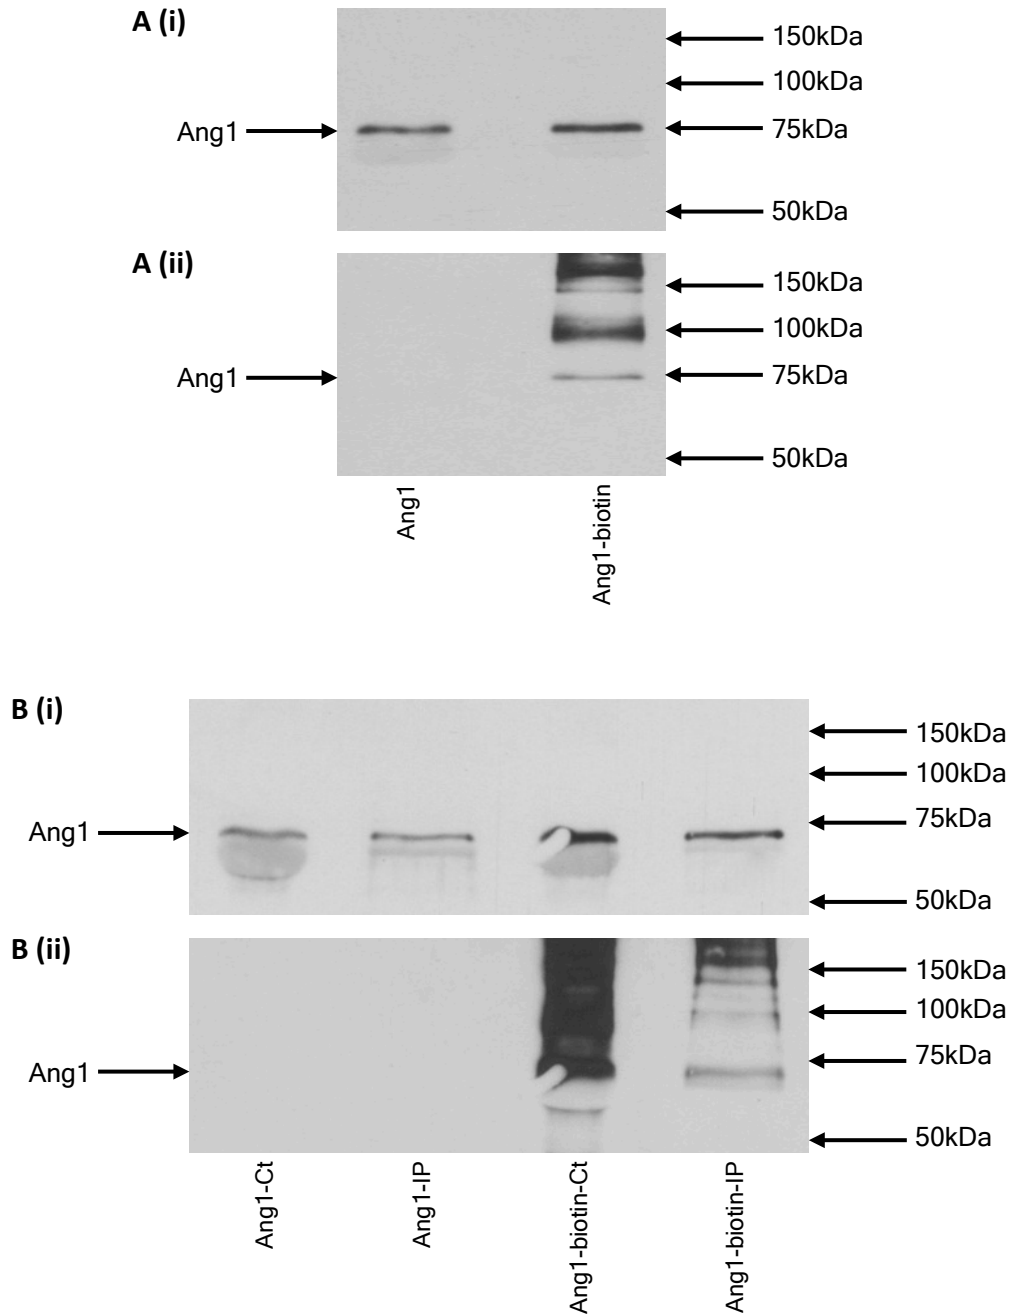 A (i)
150kDa
100kDa
Ang1
75kDa
50kDa
A (ii)
150kDa
100kDa
Ang1
75kDa
50kDa
Ang1
Ang1-biotin
B (i)
150kDa
100kDa
75kDa
Ang1
50kDa
B (ii)
150kDa
100kDa
75kDa
Ang1
50kDa
Ang1-Ct
Ang1-IP
Ang1-biotin-Ct
Ang1-biotin-IP